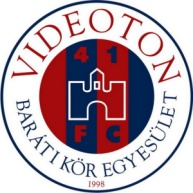 VIDEOTON
41
FC
BARÁTI KÖR EGYESÜLET
1998